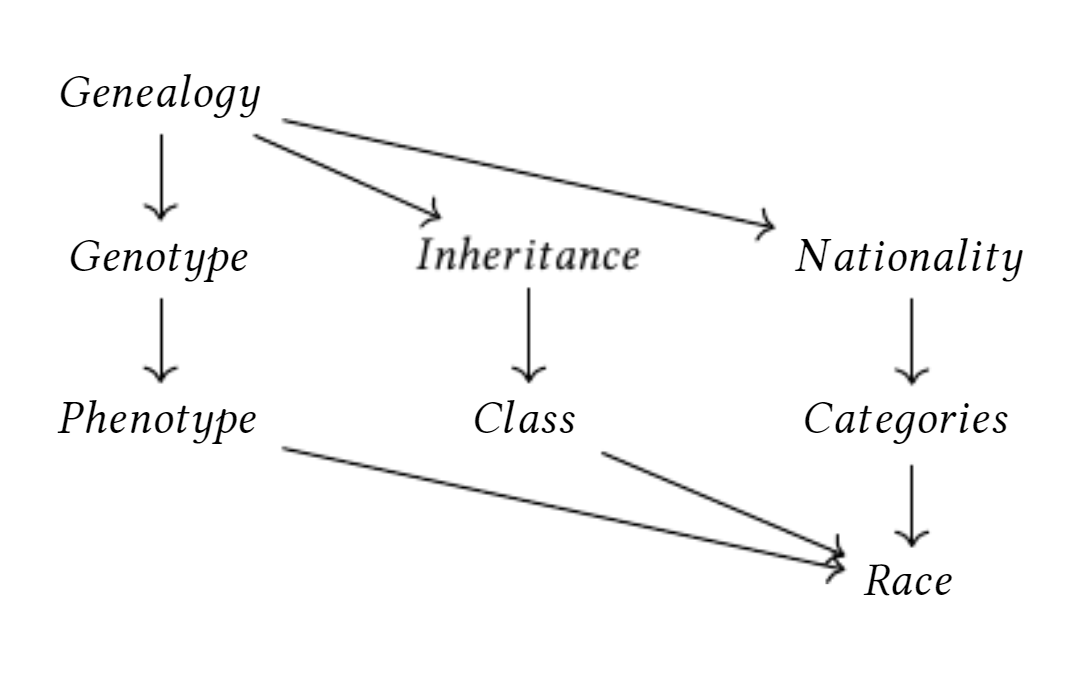 Genealogy
Genotype Inheritance Nationality
Phenotype Class Categories
Race